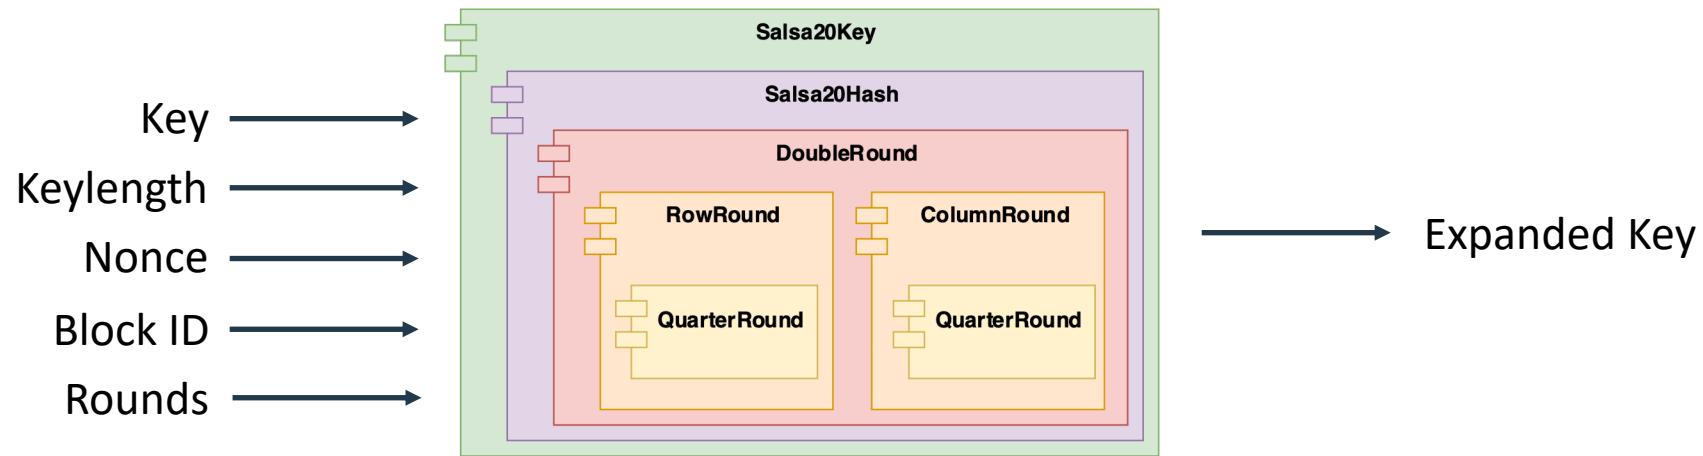 Salsa20Key
Salsa20Hash
DoubleRound
RowRound
ColumnRound
QuarterRound
QuarterRound
Key
Keylength
Nonce
Block ID
Rounds
Expanded Key